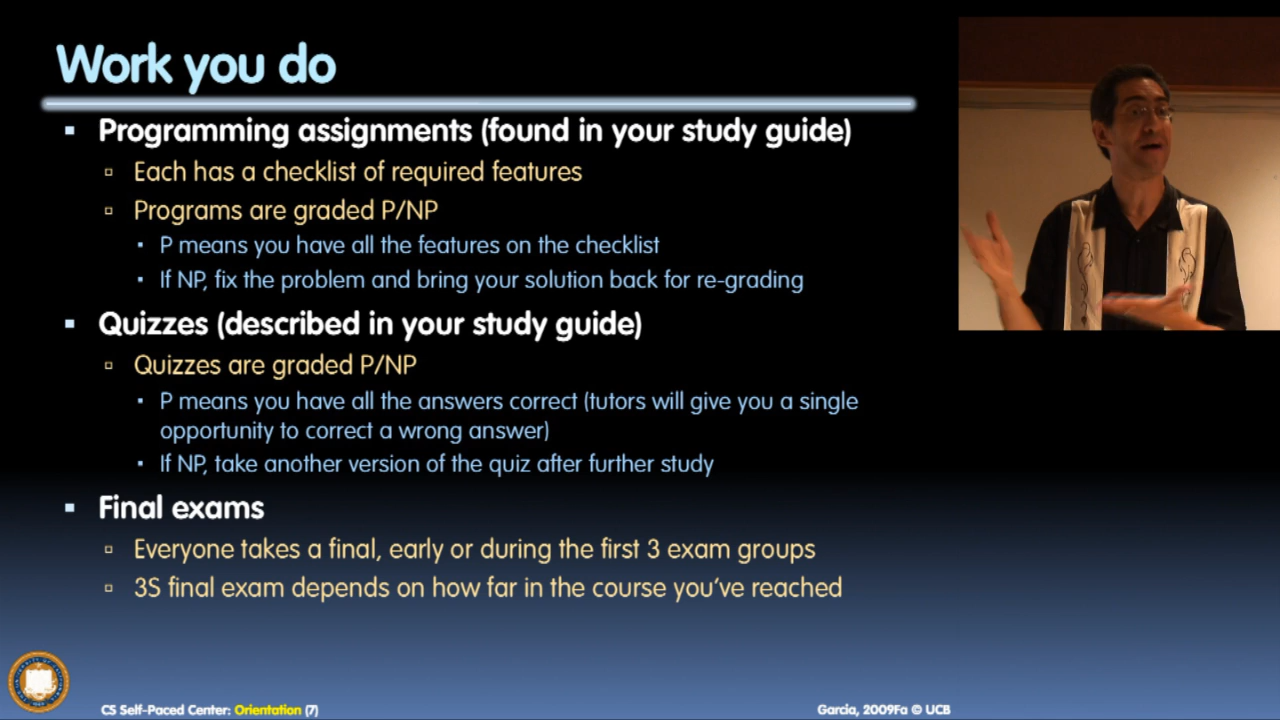 Work you do
Programming assignments (found in your study guide)
Each has a checklist of required features
Programs are graded P/NP
P means you have all the features on the checklist
If NP, fix the problem and bring your solution back for re-grading
Quizzes (described in your study guide)
Quizzes are graded P/NP
P means you have all the answers correct (tutors will give you a single
opportunity to correct a wrong answer)
If NP, take another version of the quiz after further study
Final exams
Everyone takes a final, early or during the first 3 exam groups
3S final exam depends on how far in the course you’ve reached
CS Self-Paced Center: Orientation (7)
Garcia, 2009Fa © UCB